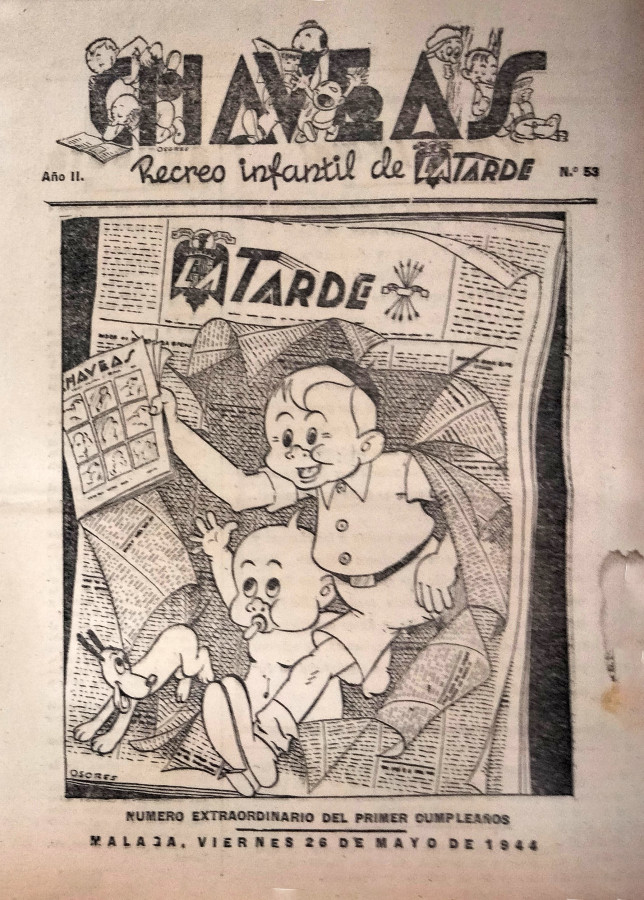 CHAVEAS
OSORES
Año II. Recreo infantil de LA TARDE N.º 53
LA TARDE
CHAVEAS
OSORES
NUMERO EXTRAORDINARIO DEL PRIMER CUMPLEAÑOS
MALAGA, VIERNES 26 DE MAYO DE 1944